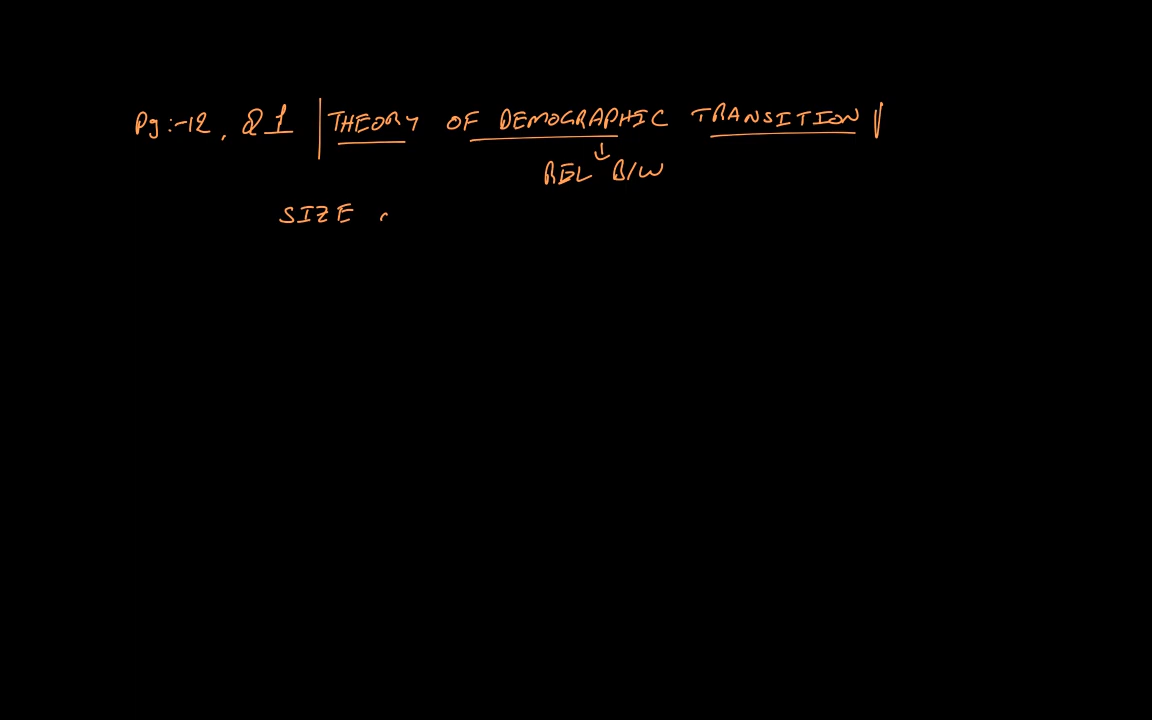 Pg:-12, Q1 | THEORY OF DEMOGRAPHIC TRANSITION
REL B/W
SIZE